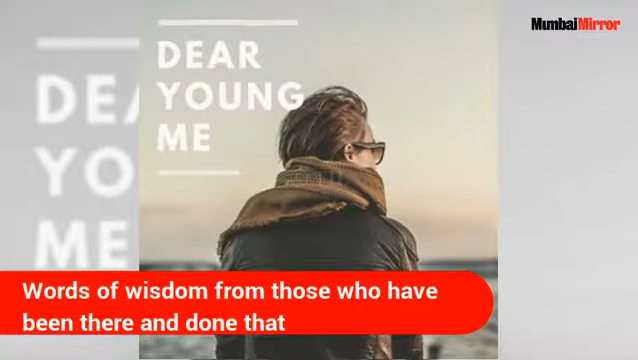 MumbaiMirror
DEAR
YOUNG
ME
DEA
YO
ME
Words of wisdom from those who have
been there and done that